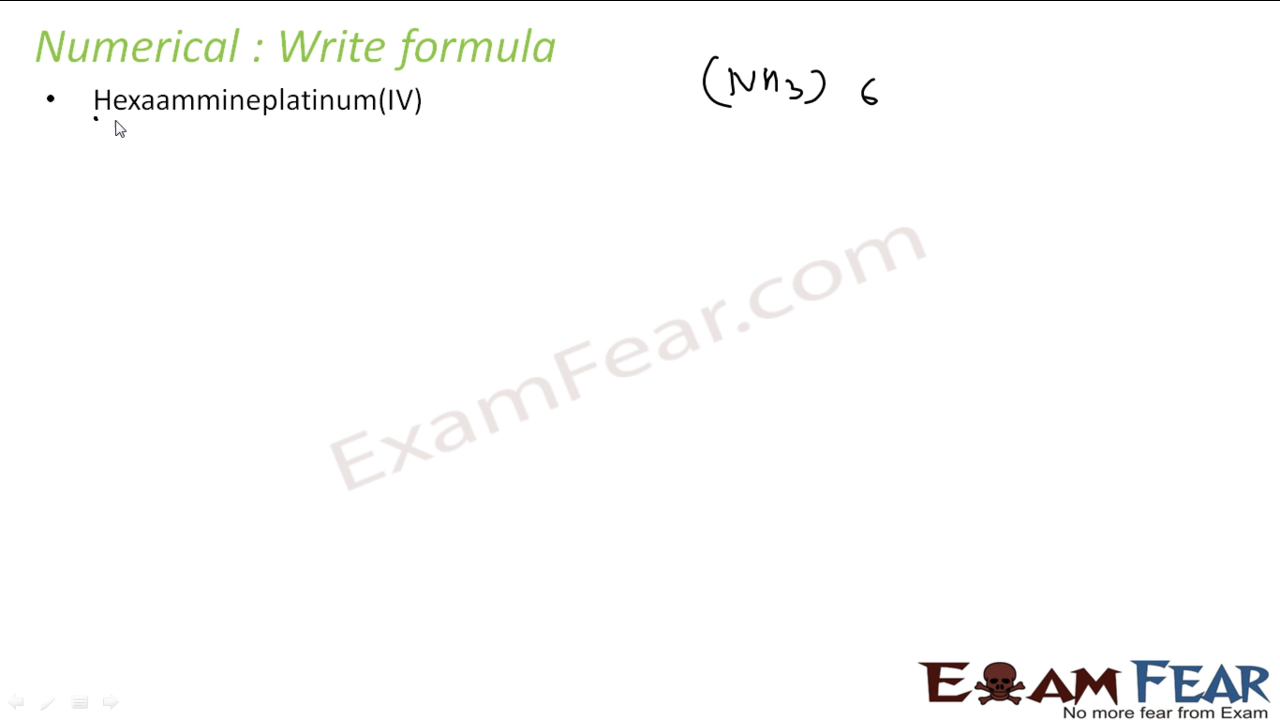 Numerical : Write formula
• Hexaammineplatinum(IV)
(NH3) 6
ExamFear.com
EXAM FEAR
No more fear from Exam